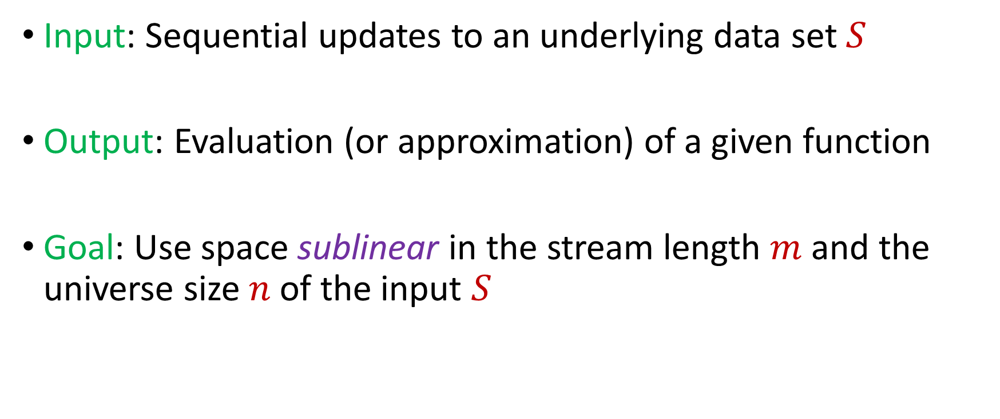 • Input: Sequential updates to an underlying data set S
• Output: Evaluation (or approximation) of a given function
• Goal: Use space sublinear in the stream length m and the
universe size n of the input S